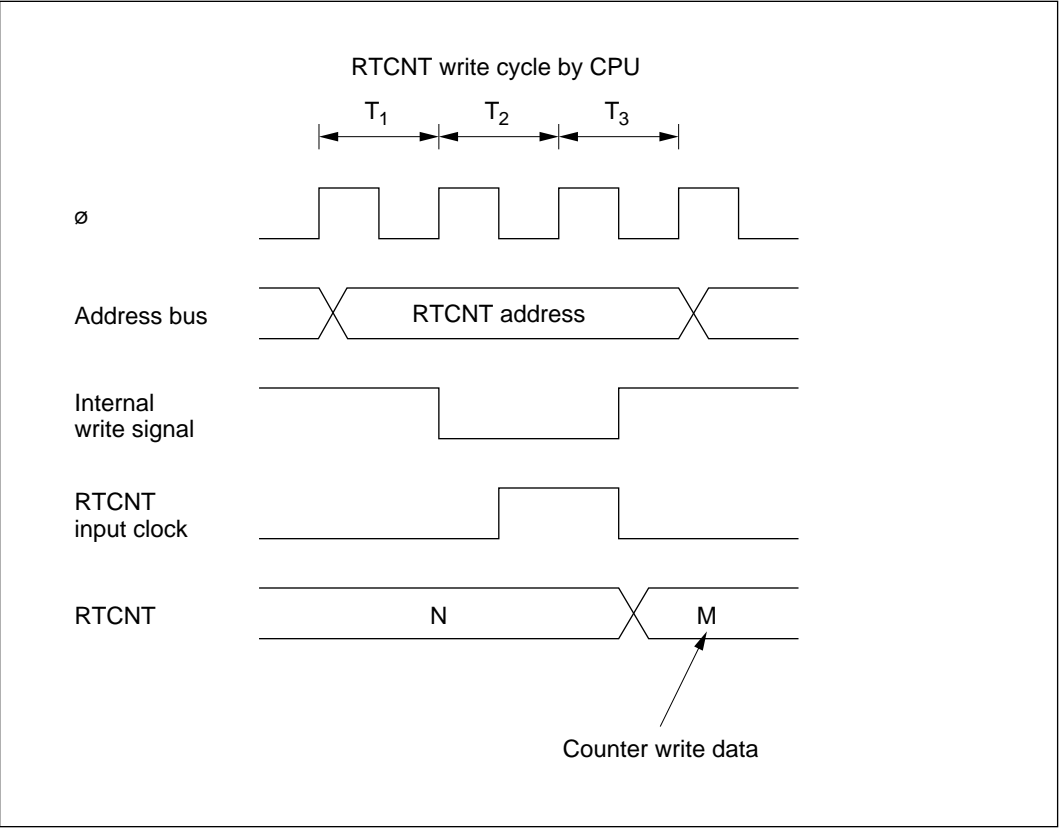 RTCNT write cycle by CPU
T1 T2 T3
ø
Address bus
RTCNT address
Internal
write signal
RTCNT
input clock
RTCNT
N
M
Counter write data